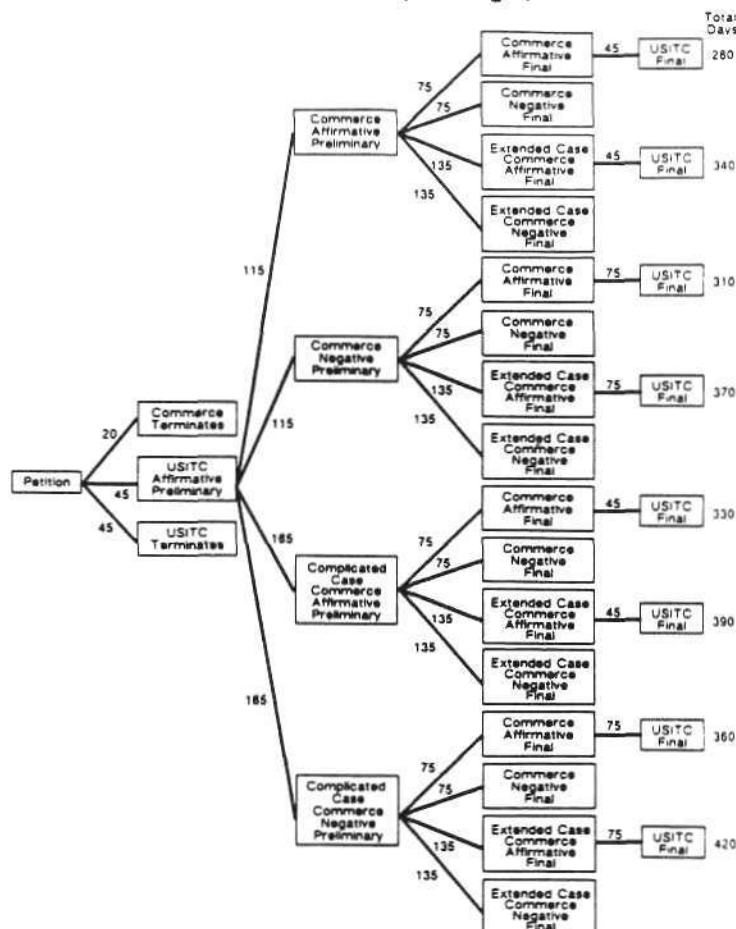 Total
Days
Commerce
Affirmative
Final
45
USITC
Final
280
75
Commerce
Negative
Final
75
Commerce
Affirmative
Preliminary
Extended Case
Commerce
Affirmative
Final
45
USITC
Final
340
135
135
Extended Case
Commerce
Negative
Final
115
Commerce
Affirmative
Final
75
USITC
Final
310
75
75
Commerce
Negative
Final
Commerce
Negative
Preliminary
Extended Case
Commerce
Affirmative
Final
75
USITC
Final
370
135
135
Extended Case
Commerce
Negative
Final
115
Commerce
Terminates
20
Petition
USITC
Affirmative
Preliminary
45
USITC
Terminates
45
Commerce
Affirmative
Final
45
USITC
Final
330
75
75
Commerce
Negative
Final
165
Complicated
Case
Commerce
Affirmative
Preliminary
Extended Case
Commerce
Affirmative
Final
45
USITC
Final
390
135
135
Extended Case
Commerce
Negative
Final
165
Commerce
Affirmative
Final
75
USITC
Final
360
75
75
Commerce
Negative
Final
Complicated
Case
Commerce
Negative
Preliminary
Extended Case
Commerce
Affirmative
Final
75
USITC
Final
420
135
135
Extended Case
Commerce
Negative
Final